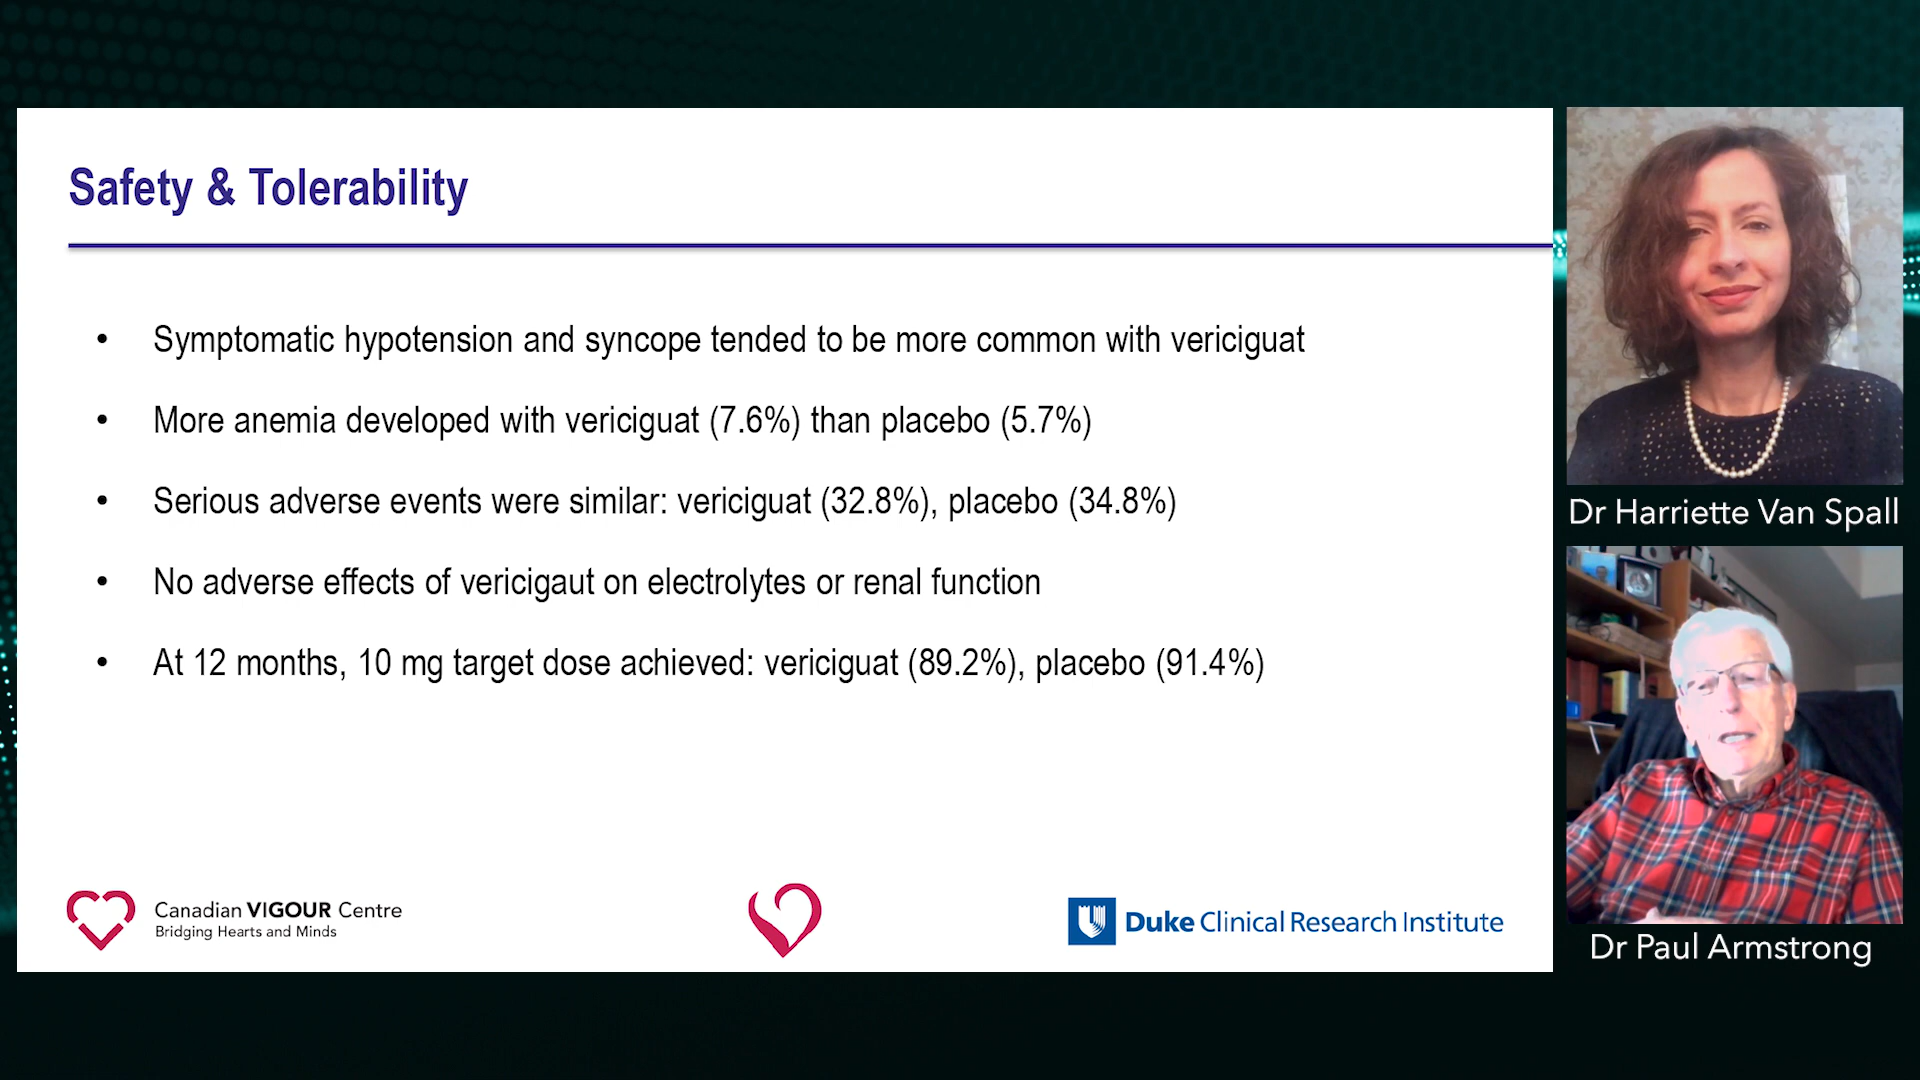 Safety & Tolerability
• Symptomatic hypotension and syncope tended to be more common with vericiguat
• More anemia developed with vericiguat (7.6%) than placebo (5.7%)
• Serious adverse events were similar: vericiguat (32.8%), placebo (34.8%)
• No adverse effects of vericigaut on electrolytes or renal function
• At 12 months, 10 mg target dose achieved: vericiguat (89.2%), placebo (91.4%)
Canadian VIGOUR Centre
Bridging Hearts and Minds
Duke Clinical Research Institute
Dr Harriette Van Spall
Dr Paul Armstrong